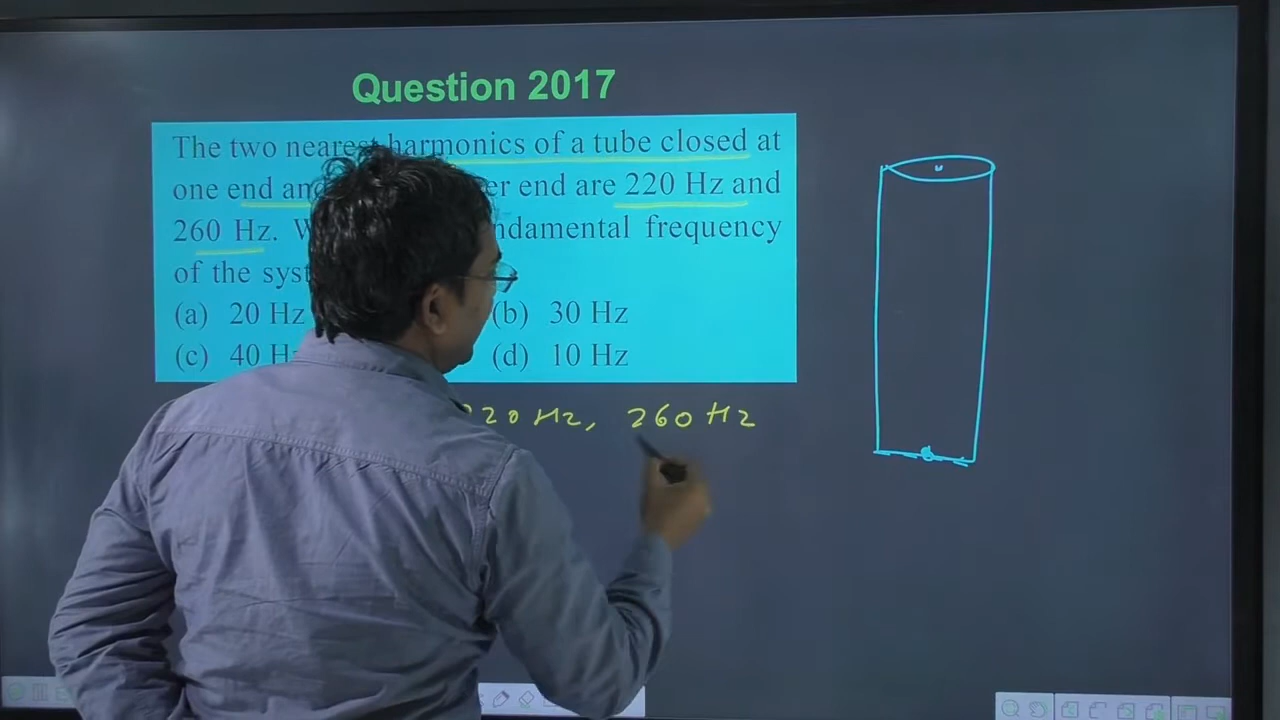 Question 2017
The two nearest harmonics of a tube closed at
one end and er end are 220 Hz and
260 Hz. ndamental frequency
of the syst
(a) 20 Hz (b) 30 Hz
(c) 40 H (d) 10 Hz
220 Hz, 260 Hz